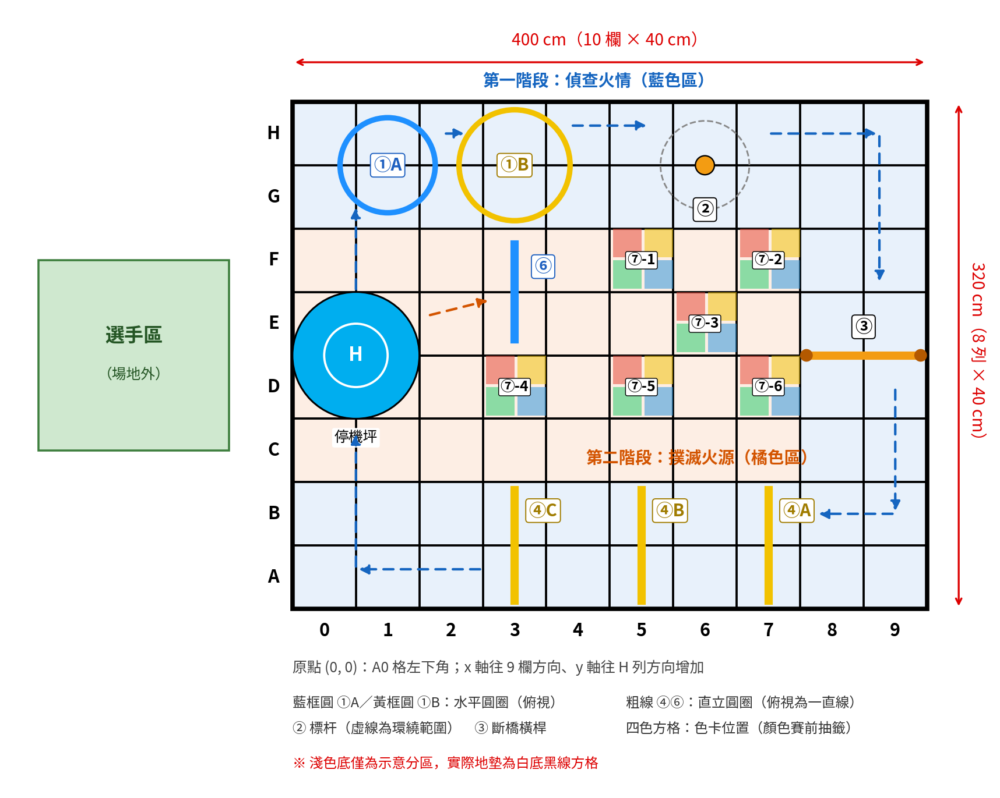 400 cm（10 欄 × 40 cm）
第一階段：偵查火情（藍色區）
H
①A
①B
G
②
F
⑥
⑦-1
⑦-2
320 cm（8 列 × 40 cm）
選手區
（場地外）
E
⑦-3
③
H
D
⑦-4
⑦-5
⑦-6
停機坪
C
第二階段：撲滅火源（橘色區）
B
④C
④B
④A
A
0 1 2 3 4 5 6 7 8 9
原點 (0, 0)：A0 格左下角；x 軸往 9 欄方向、y 軸往 H 列方向增加
藍框圓 ①A／黃框圓 ①B：水平圓圈（俯視）
粗線 ④⑥：直立圓圈（俯視為一直線）
② 標杆（虛線為環繞範圍）　③ 斷橋橫桿
四色方格：色卡位置（顏色賽前抽籤）
※ 淺色底僅為示意分區，實際地墊為白底黑線方格